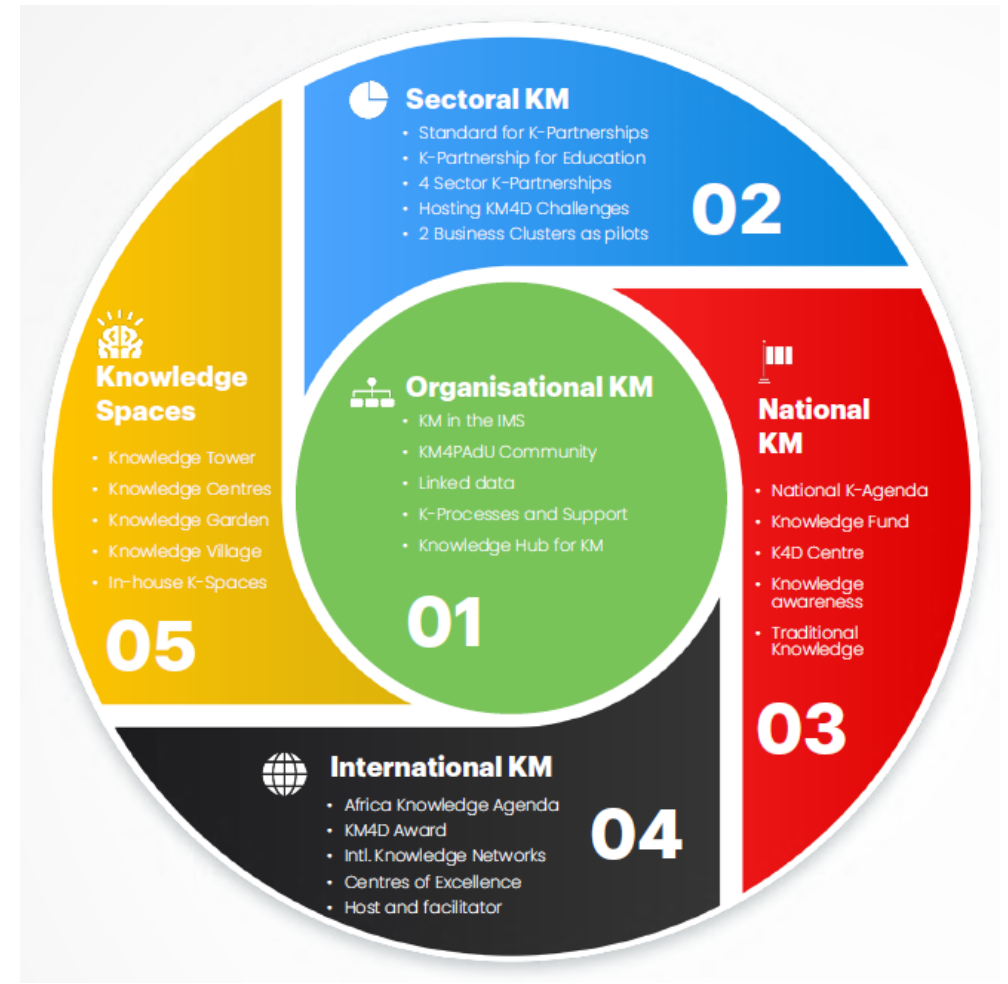 Organisational KM
• KM in the IMS
• KM4PAdU Community
• Linked data
• K-Processes and Support
• Knowledge Hub for KM
01
Sectoral KM
• Standard for K-Partnerships
• K-Partnership for Education
• 4 Sector K-Partnerships
• Hosting KM4D Challenges
• 2 Business Clusters as pilots
02
National
KM
• National K-Agenda
• Knowledge Fund
• K4D Centre
• Knowledge
awareness
• Traditional
Knowledge
03
International KM
• Africa Knowledge Agenda
• KM4D Award
• Intl. Knowledge Networks
• Centres of Excellence
• Host and facilitator
04
Knowledge
Spaces
• Knowledge Tower
• Knowledge Centres
• Knowledge Garden
• Knowledge Village
• In-house K-Spaces
05